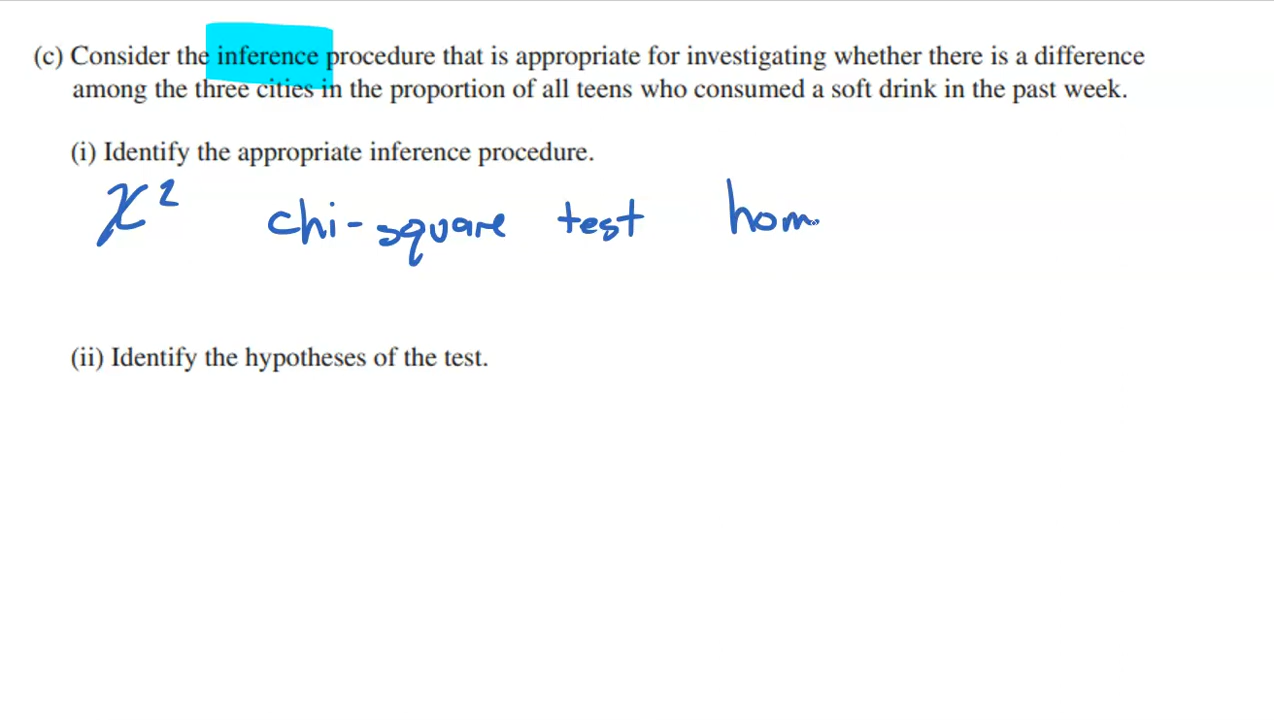 (c) Consider the inference procedure that is appropriate for investigating whether there is a difference
among the three cities in the proportion of all teens who consumed a soft drink in the past week.
(i) Identify the appropriate inference procedure.
χ² chi-square test hom
(ii) Identify the hypotheses of the test.